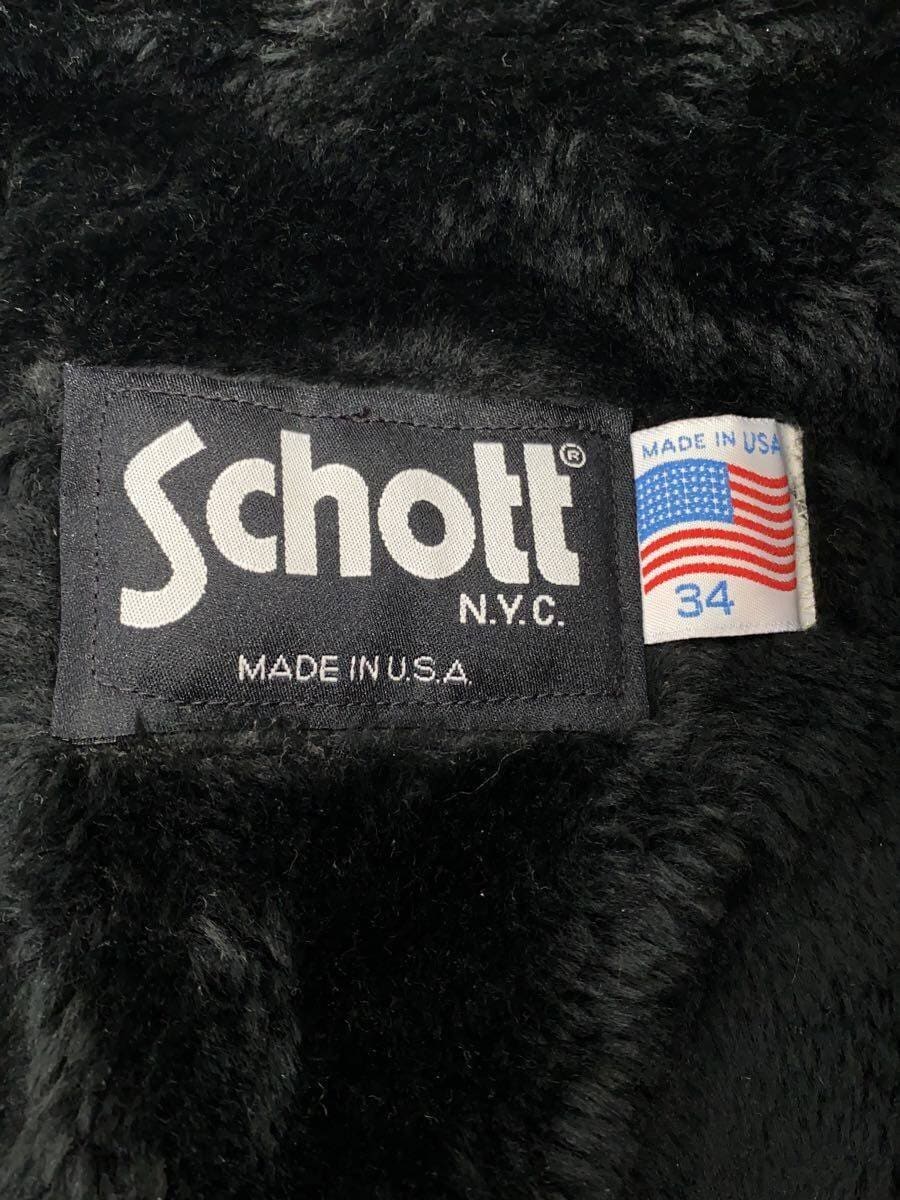 Schott®
N.Y.C.
MADE IN U.S.A.
MADE IN USA
34